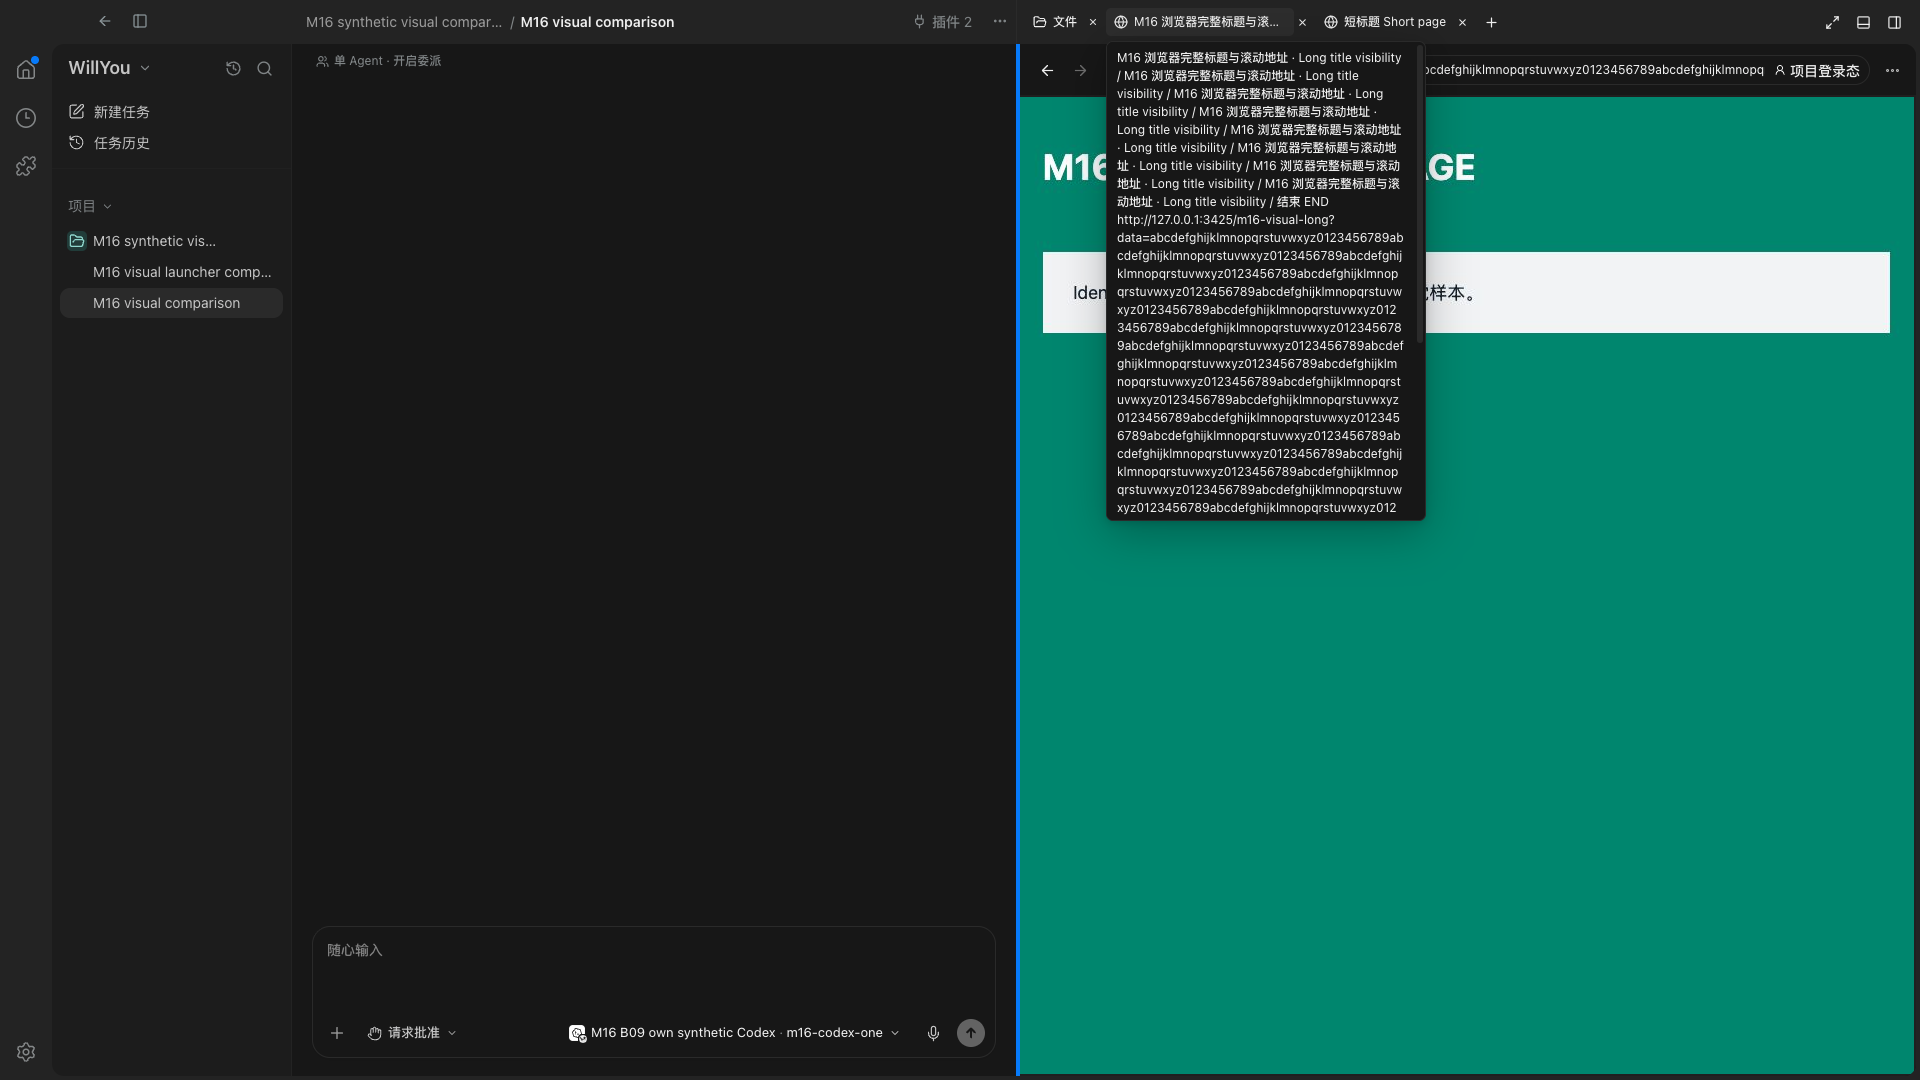 M16 synthetic visual compar... / M16 visual comparison
插件 2
文件
M16 浏览器完整标题与滚...
短标题 Short page
WillYou
单 Agent · 开启委派
新建任务
任务历史
项目
M16 synthetic vis...
M16 visual launcher comp...
M16 visual comparison
随心输入
请求批准
M16 B09 own synthetic Codex · m16-codex-one
M16 浏览器完整标题与滚动地址 · Long title visibility
/ M16 浏览器完整标题与滚动地址 · Long title
visibility / M16 浏览器完整标题与滚动地址 · Long
title visibility / M16 浏览器完整标题与滚动地址 ·
Long title visibility / M16 浏览器完整标题与滚动地址
· Long title visibility / M16 浏览器完整标题与滚动地
址 · Long title visibility / M16 浏览器完整标题与滚动
地址 · Long title visibility / M16 浏览器完整标题与滚
动地址 · Long title visibility / 结束 END
http://127.0.0.1:3425/m16-visual-long?
data=abcdefghijklmnopqrstuvwxyz0123456789ab
cdefghijklmnopqrstuvwxyz0123456789abcdefghij
klmnopqrstuvwxyz0123456789abcdefghijklmnop
qrstuvwxyz0123456789abcdefghijklmnopqrstuvw
xyz0123456789abcdefghijklmnopqrstuvwxyz012
3456789abcdefghijklmnopqrstuvwxyz012345678
9abcdefghijklmnopqrstuvwxyz0123456789abcdef
ghijklmnopqrstuvwxyz0123456789abcdefghijklm
nopqrstuvwxyz0123456789abcdefghijklmnopqrst
uvwxyz0123456789abcdefghijklmnopqrstuvwxyz
0123456789abcdefghijklmnopqrstuvwxyz012345
6789abcdefghijklmnopqrstuvwxyz0123456789ab
cdefghijklmnopqrstuvwxyz0123456789abcdefghij
klmnopqrstuvwxyz0123456789abcdefghijklmnop
qrstuvwxyz0123456789abcdefghijklmnopqrstuvw
xyz0123456789abcdefghijklmnopqrstuvwxyz012
cdefghijklmnopqrstuvwxyz0123456789abcdefghijklmnopq
项目登录态
M16 GE
Iden 样本。